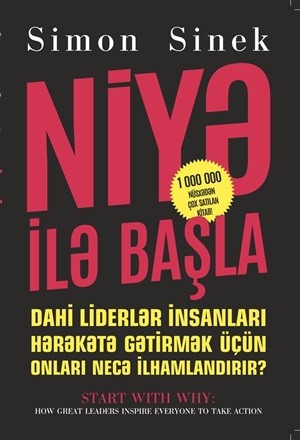 Simon Sinek
NİYƏ
1 000 000
NÜSXƏDƏN
ÇOX SATILAN
KİTAB!
İLƏ BAŞLA
DAHİ LİDERLƏR İNSANLARI
HƏRƏKƏTƏ GƏTİRMƏK ÜÇÜN
ONLARI NECƏ İLHAMLANDIRIR?
START WITH WHY:
HOW GREAT LEADERS INSPIRE EVERYONE TO TAKE ACTION